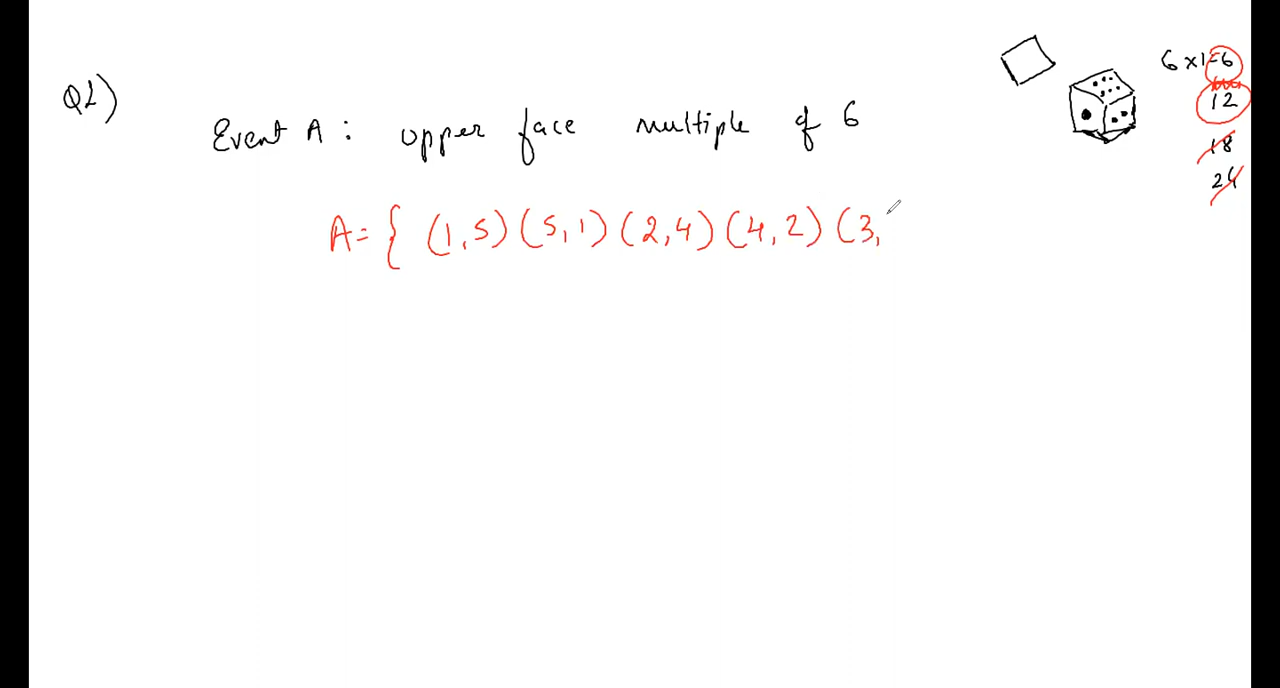 Q1)
6 x 1 = 6
12
18
24
Event A : upper face multiple of 6
A = { (1,5) (5,1) (2,4) (4,2) (3,